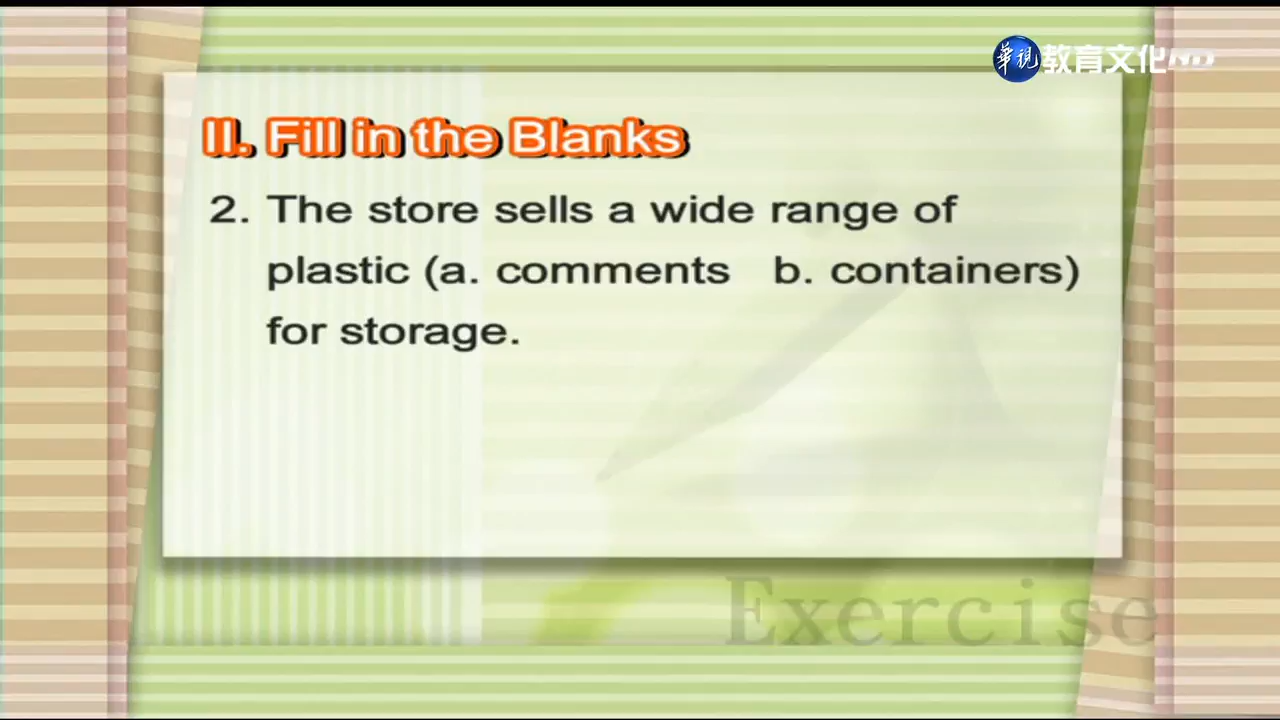 華視教育文化HD
II. Fill in the Blanks
2. The store sells a wide range of
plastic (a. comments b. containers)
for storage.
Exercise